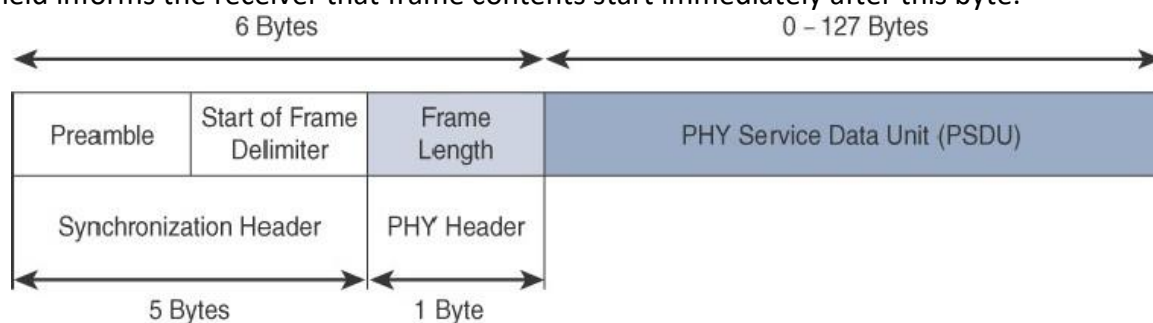 field informs the receiver that frame contents start immediately after this byte.
6 Bytes
0 – 127 Bytes
Preamble
Start of Frame
Delimiter
Frame
Length
PHY Service Data Unit (PSDU)
Synchronization Header
PHY Header
5 Bytes
1 Byte